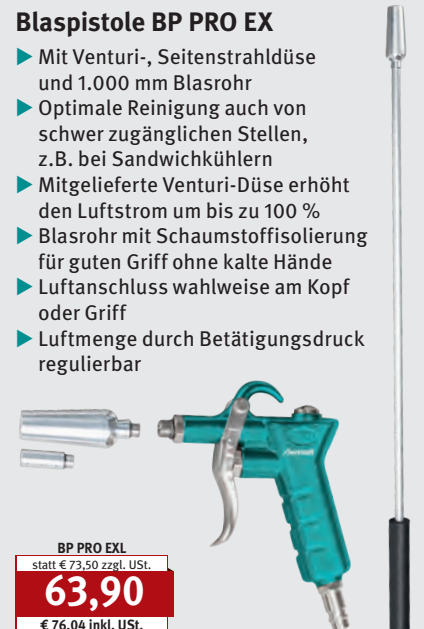 Blaspistole BP PRO EX
▶ Mit Venturi-, Seitenstrahldüse
und 1.000 mm Blasrohr
▶ Optimale Reinigung auch von
schwer zugänglichen Stellen,
z.B. bei Sandwichkühlern
▶ Mitgelieferte Venturi-Düse erhöht
den Luftstrom um bis zu 100 %
▶ Blasrohr mit Schaumstoffisolierung
für guten Griff ohne kalte Hände
▶ Luftanschluss wahlweise am Kopf
oder Griff
▶ Luftmenge durch Betätigungsdruck
regulierbar
BP PRO EXL
statt € 73,50 zzgl. USt.
63,90
€ 76,04 inkl. USt.